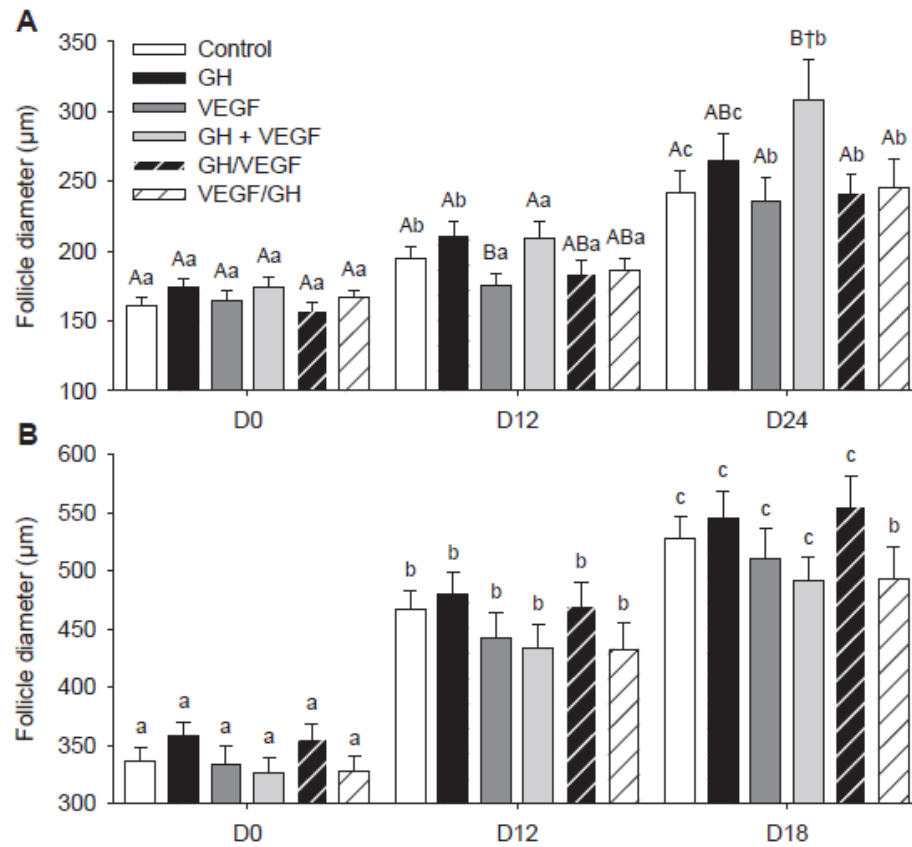 A
Follicle diameter (µm)
350
300
250
200
150
100
Control
GH
VEGF
GH + VEGF
GH/VEGF
VEGF/GH
Aa Aa Aa Aa Aa Aa
Ab Ab Ba Aa ABa ABa
Ac ABc Ab B†b Ab Ab
D0 D12 D24
B
Follicle diameter (µm)
600
550
500
450
400
350
300
a a a a a a
b b b b b b
c c c c c b
D0 D12 D18